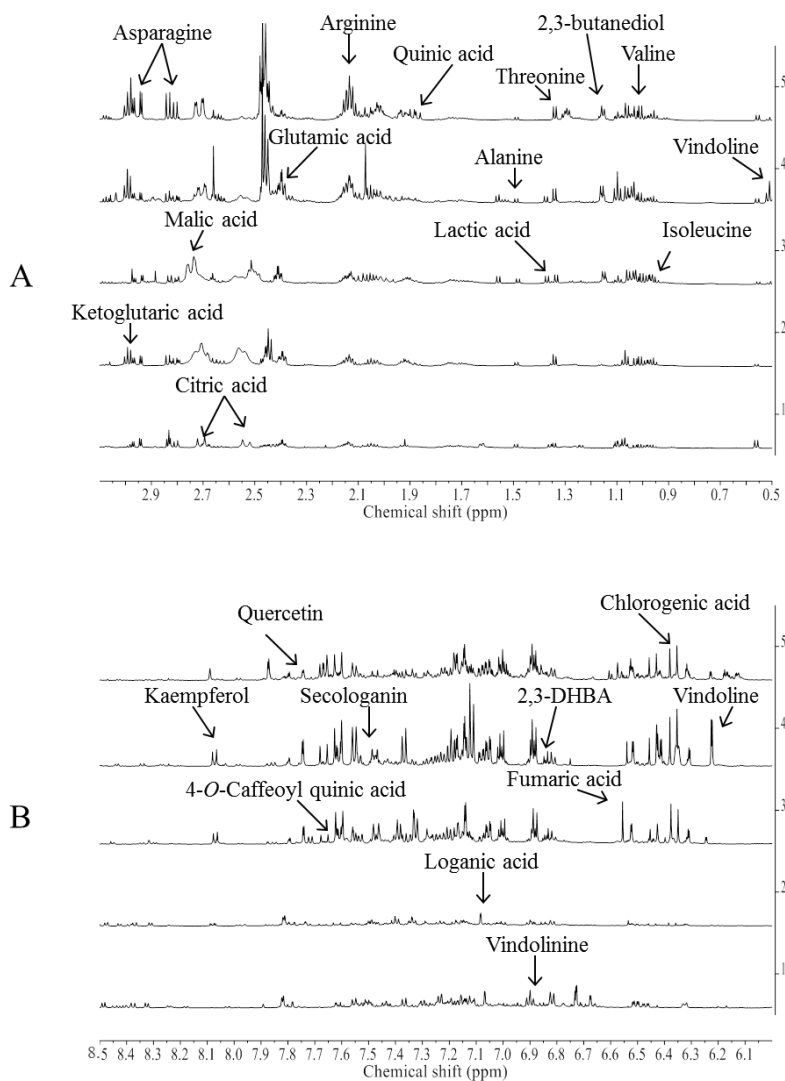 Asparagine
Arginine
Quinic acid
2,3-butanediol
Threonine
Valine
5
Glutamic acid
Alanine
Vindoline
4
Malic acid
Lactic acid
Isoleucine
3
A
Ketoglutaric acid
2
Citric acid
1
2.9 2.7 2.5 2.3 2.1 1.9 1.7 1.5 1.3 1.1 0.9 0.7 0.5
Chemical shift (ppm)
Quercetin
Chlorogenic acid
5
Kaempferol
Secologanin
2,3-DHBA
Vindoline
4
4-O-Caffeoyl quinic acid
Fumaric acid
3
B
Loganic acid
2
Vindolinine
1
8.5 8.4 8.3 8.2 8.1 8.0 7.9 7.8 7.7 7.6 7.5 7.4 7.3 7.2 7.1 7.0 6.9 6.8 6.7 6.6 6.5 6.4 6.3 6.2 6.1
Chemical shift (ppm)